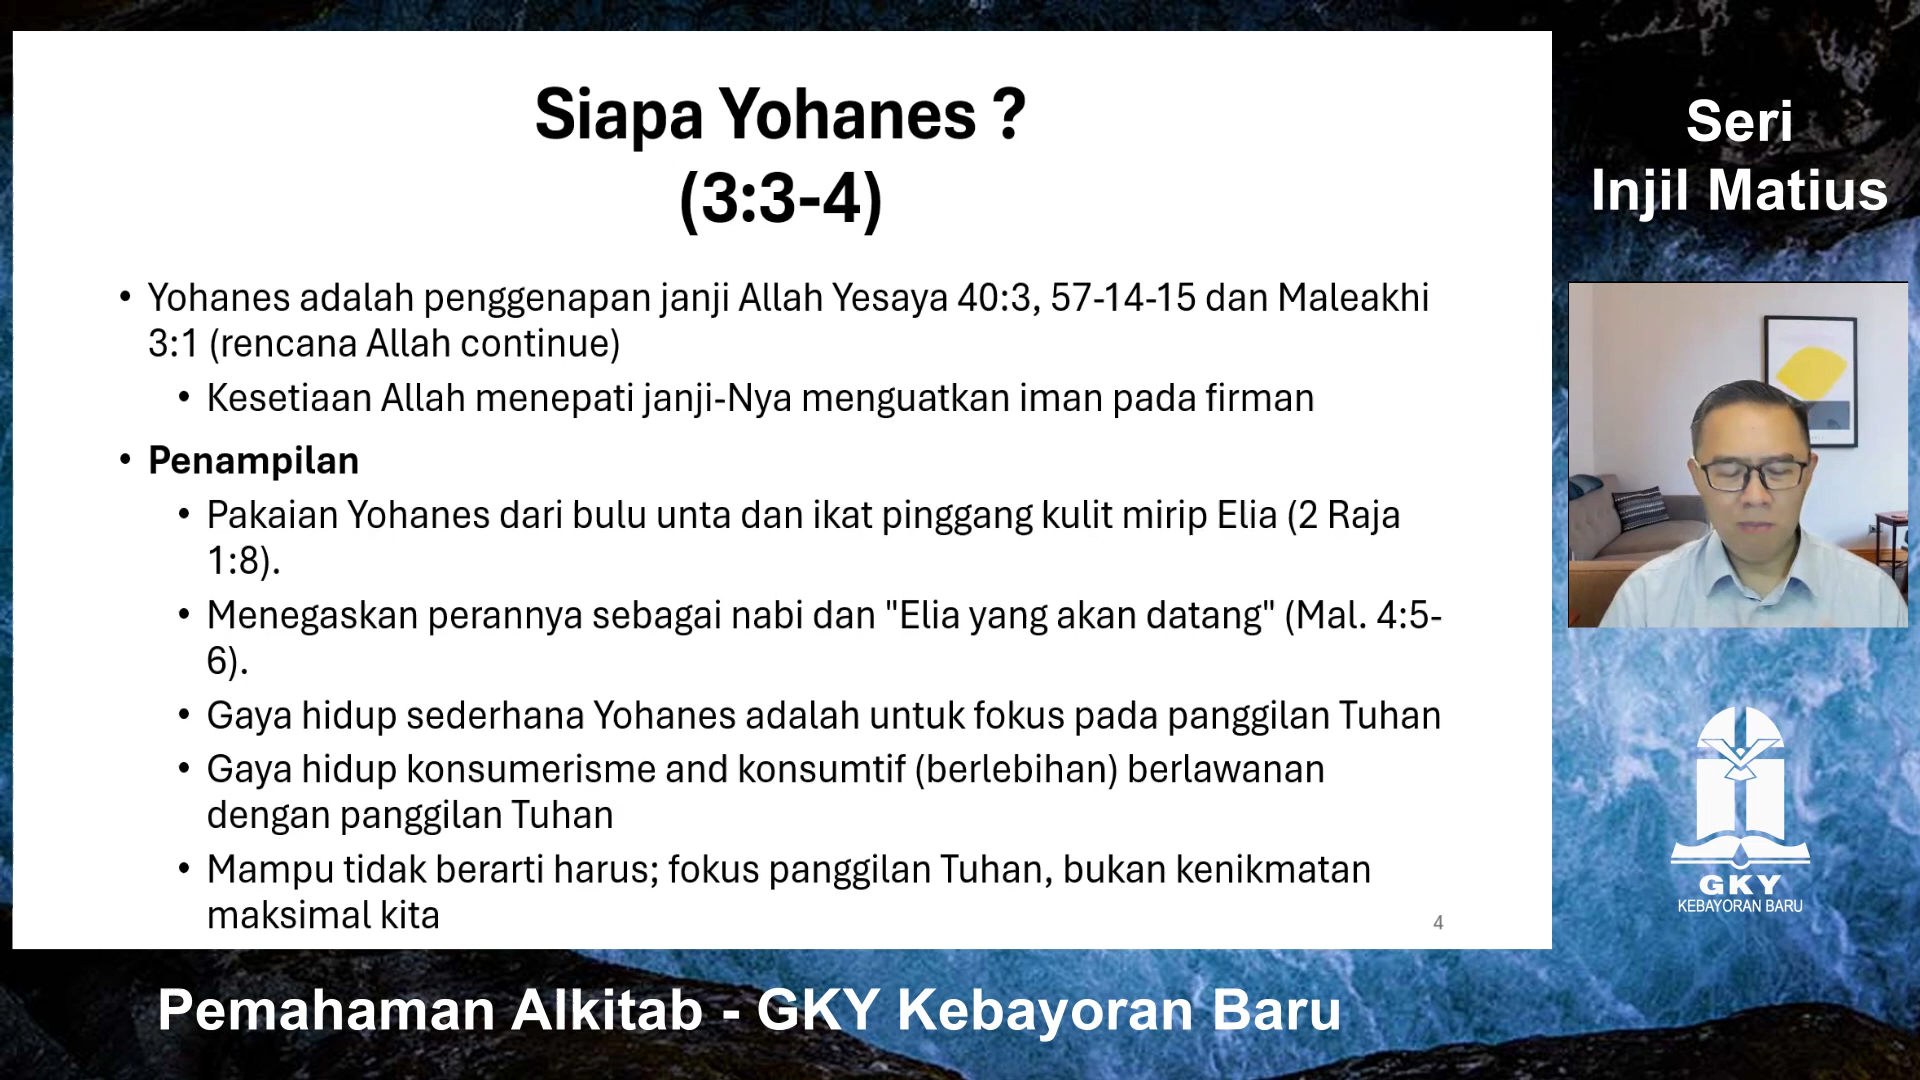 Siapa Yohanes ?
(3:3-4)
• Yohanes adalah penggenapan janji Allah Yesaya 40:3, 57-14-15 dan Maleakhi
3:1 (rencana Allah continue)
• Kesetiaan Allah menepati janji-Nya menguatkan iman pada firman
• Penampilan
• Pakaian Yohanes dari bulu unta dan ikat pinggang kulit mirip Elia (2 Raja
1:8).
• Menegaskan perannya sebagai nabi dan "Elia yang akan datang" (Mal. 4:5-
6).
• Gaya hidup sederhana Yohanes adalah untuk fokus pada panggilan Tuhan
• Gaya hidup konsumerisme and konsumtif (berlebihan) berlawanan
dengan panggilan Tuhan
• Mampu tidak berarti harus; fokus panggilan Tuhan, bukan kenikmatan
maksimal kita
4
Seri
Injil Matius
GKY
KEBAYORAN BARU
Pemahaman Alkitab - GKY Kebayoran Baru